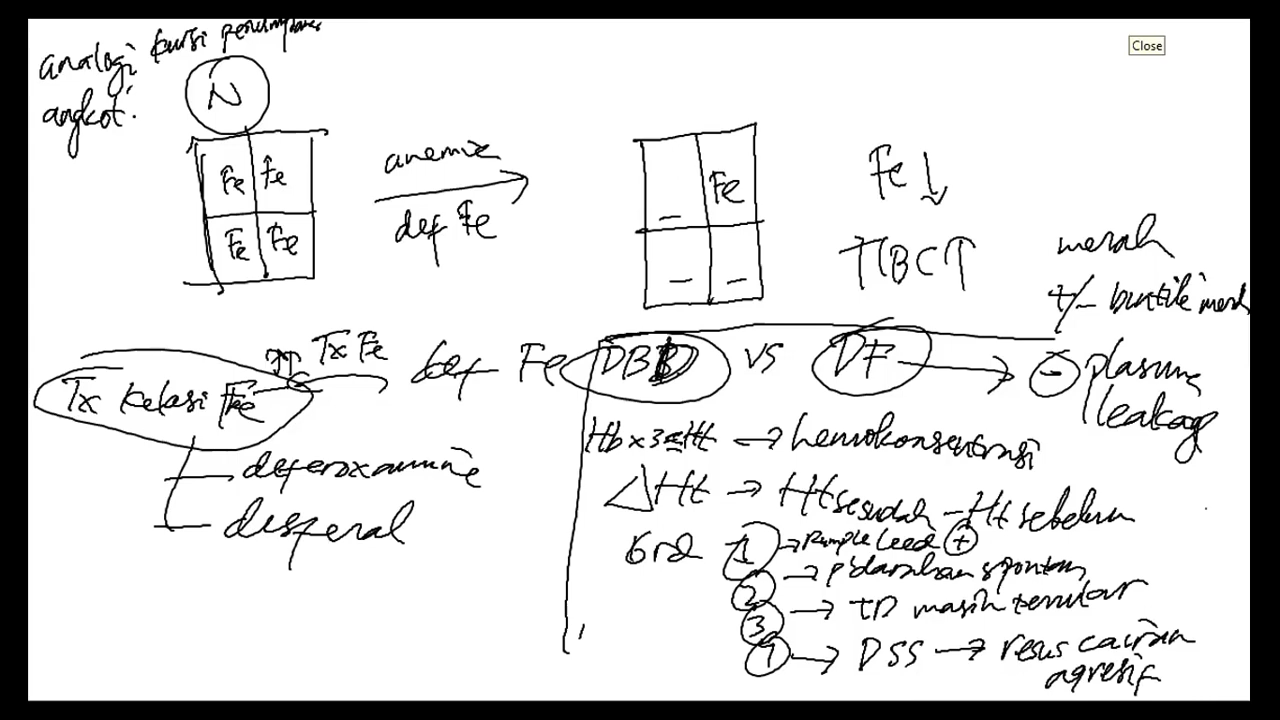 analogi kursi penumpang
angkot:
N
Fe Fe
Fe Fe
anemia
def Fe
Fe
- - -
Fe ↓
TIBC ↑
merah
+/- bintik merah
Tx kelasi Fe
↑↑ Tx Fe
def Fe
deferoxamine
desferal
DBD vs DF → (-) plasma
leakage
Hb x 3 = Ht → hemokonsentrasi
△Ht → Ht sesudah - Ht sebelum
Grd 1 → Rumple leed (+)
2 → p'darahan spontan
3 → TD masih terukur
4 → DSS → resus cairan
agresif
Close